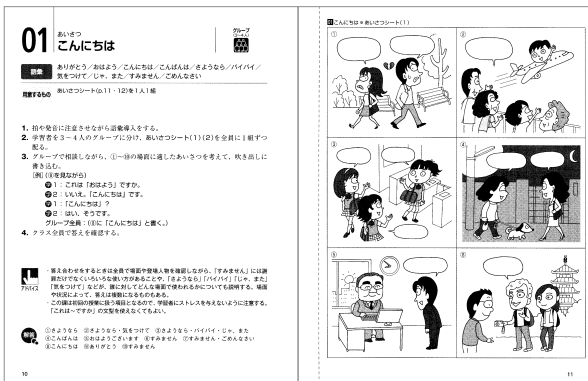 01
あいさつ
こんにちは
グループ
(3~4人)
語彙
ありがとう/おはよう/こんにちは/こんばんは/さようなら/バイバイ/
気をつけて/じゃ、また/すみません/ごめんなさい
用意するもの
あいさつシート(p.11・12)を1人1組
1. 拍や発音に注意させながら語彙導入をする。
2. 学習者を3~4人のグループに分け、あいさつシート(1)(2)を全員に1組ずつ
配る。
3. グループで相談しながら、①~⑩の場面に適したあいさつを考えて、吹き出しに
書き込む。
[例](⑧を見ながら)
学1:これは「おはよう」ですか。
学2:いいえ。「こんにちは」です。
学1:「こんにちは」?
学2:はい、そうです。
グループ全員:(⑧に「こんにちは」と書く。)
4. クラス全員で答えを確認する。
アドバイス
・答え合わせをするときは全員で場面や登場人物を確認しながら、「すみません」には謝
罪だけでなくいろいろな使い方があることや、「さようなら」「バイバイ」「じゃ、また」
「気をつけて」などが、誰に対してどんな場面で使われるかについても説明する。場面
や状況によって、答えは複数になるものもある。
・この課は初回の授業に扱う項目となるので、学習者にストレスを与えないように注意する。
「これは~ですか」の文型を使えなくてもよい。
解答
①さようなら ②さようなら・気をつけて ③さようなら・バイバイ・じゃ、また
④こんばんは ⑤おはようございます ⑥すみません ⑦すみません・ごめんなさい
⑧こんにちは ⑨ありがとう ⑩すみません
10
01 こんにちは ● あいさつシート(1)
①
②
③
④
⑤
⑥
11